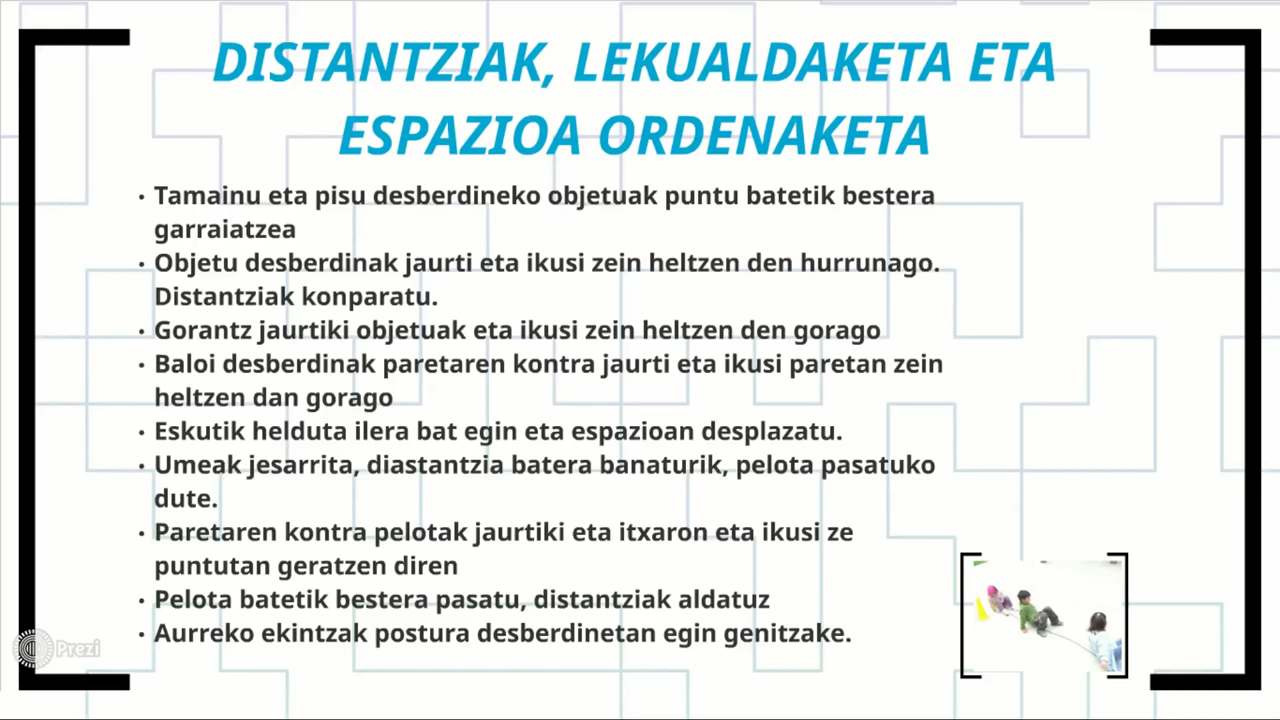 DISTANTZIAK, LEKUALDAKETA ETA
ESPAZIOA ORDENAKETA
• Tamainu eta pisu desberdineko objetuak puntu batetik bestera
garraiatzea
• Objetu desberdinak jaurti eta ikusi zein heltzen den hurrunago.
Distantziak konparatu.
• Gorantz jaurtiki objetuak eta ikusi zein heltzen den gorago
• Baloi desberdinak paretaren kontra jaurti eta ikusi paretan zein
heltzen dan gorago
• Eskutik helduta ilera bat egin eta espazioan desplazatu.
• Umeak jesarrita, diastantzia batera banaturik, pelota pasatuko
dute.
• Paretaren kontra pelotak jaurtiki eta itxaron eta ikusi ze
puntutan geratzen diren
• Pelota batetik bestera pasatu, distantziak aldatuz
• Aurreko ekintzak postura desberdinetan egin genitzake.
Prezi